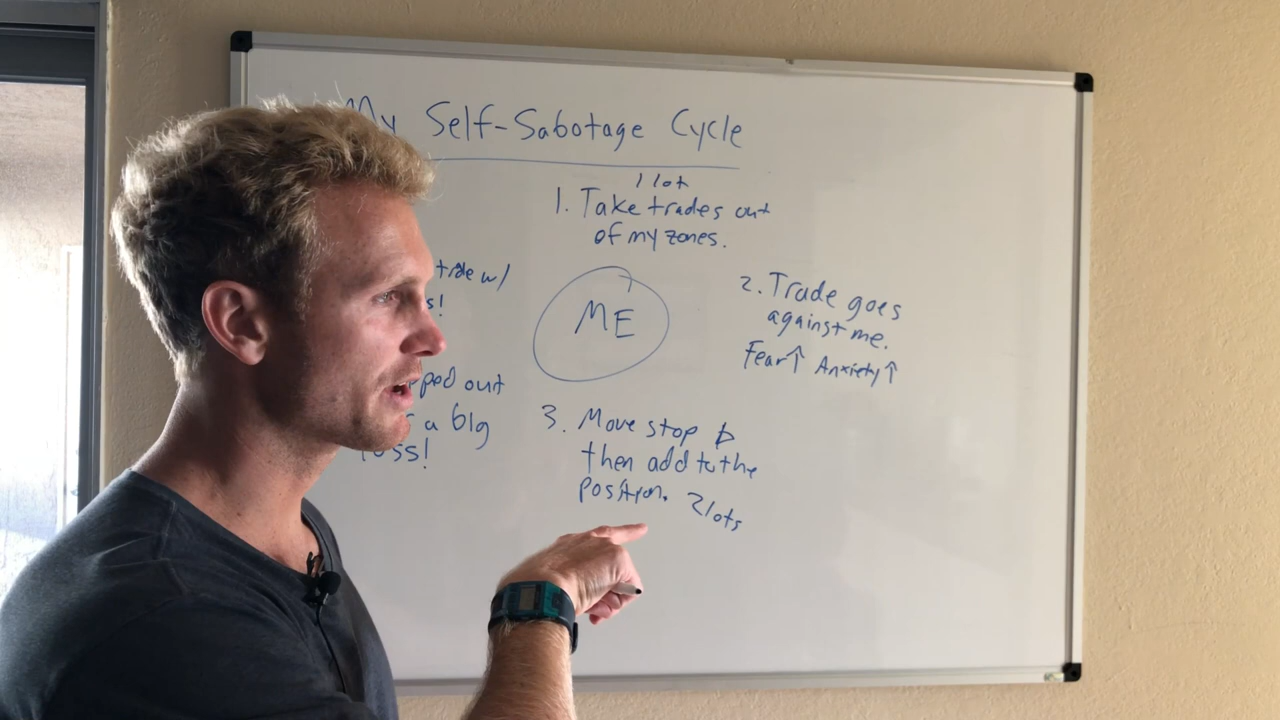 My Self-Sabotage Cycle
1 lot
1. Take trades out
of my zones.
ME
2. Trade goes
against me.
Fear↑ Anxiety↑
3. Move stop &
then add to the
position. 2 lots
out
a big
loss!
trade w/